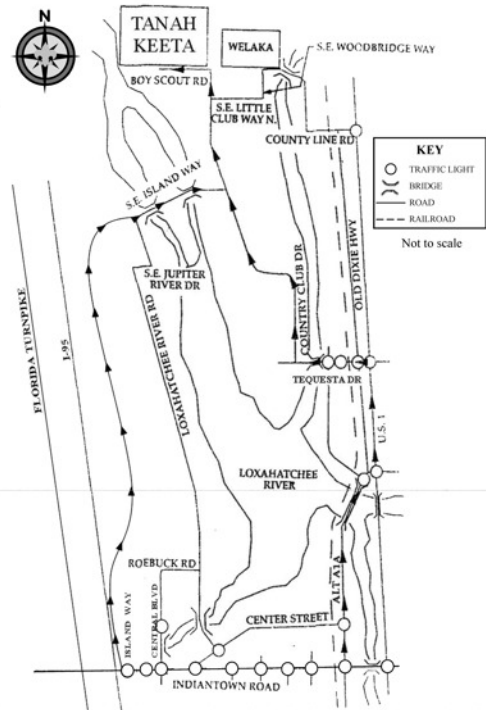 TANAH
KEETA
WELAKA
S.E. WOODBRIDGE WAY
BOY SCOUT RD
S.E. LITTLE
CLUB WAY N.
COUNTY LINE RD
KEY
TRAFFIC LIGHT
BRIDGE
ROAD
RAILROAD
Not to scale
S.E. ISLAND WAY
S.E. JUPITER
RIVER DR
FLORIDA TURNPIKE
I-95
LOXAHATCHEE RIVER RD
COUNTRY CLUB DR
OLD DIXIE HWY
TEQUESTA DR
U.S. 1
LOXAHATCHEE
RIVER
ROEBUCK RD
ISLAND WAY
CENTRAL BLVD
CENTER STREET
ALT A1A
INDIANTOWN ROAD